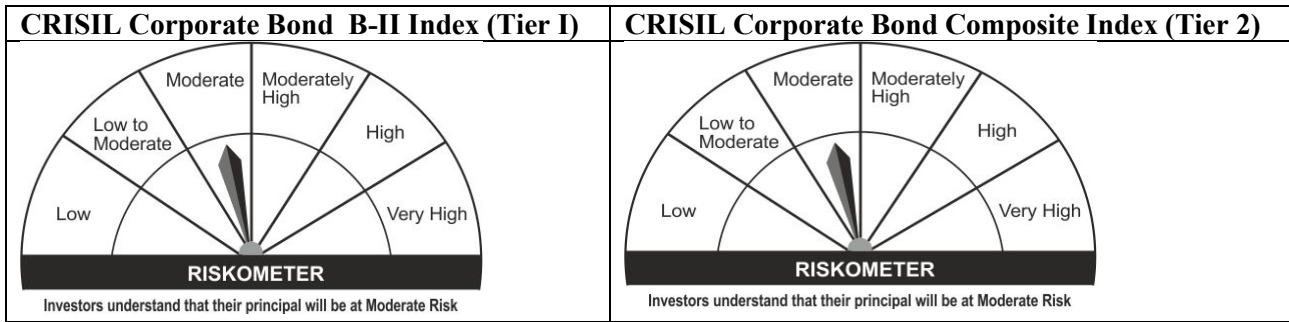 CRISIL Corporate Bond B-II Index (Tier I)
Moderate
Moderately
High
Low to
Moderate
High
Low
Very High
RISKOMETER
Investors understand that their principal will be at Moderate Risk
CRISIL Corporate Bond Composite Index (Tier 2)
Moderate
Moderately
High
Low to
Moderate
High
Low
Very High
RISKOMETER
Investors understand that their principal will be at Moderate Risk